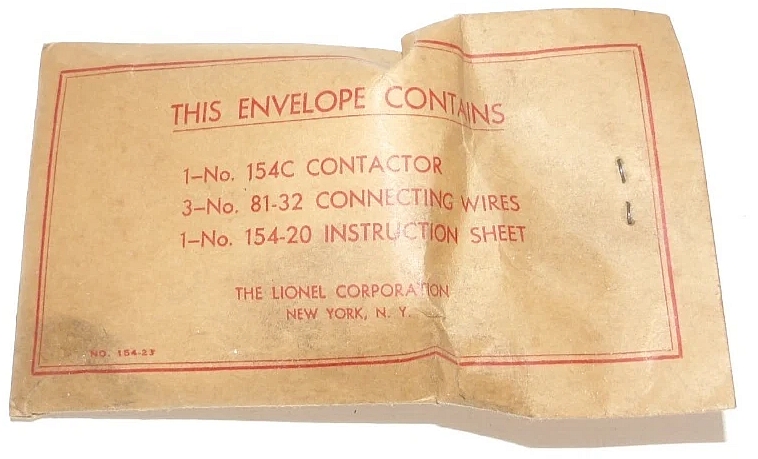 THIS ENVELOPE CONTAINS
1–No. 154C CONTACTOR
3–No. 81-32 CONNECTING WIRES
1–No. 154-20 INSTRUCTION SHEET
THE LIONEL CORPORATION
NEW YORK, N. Y.
NO. 154-23